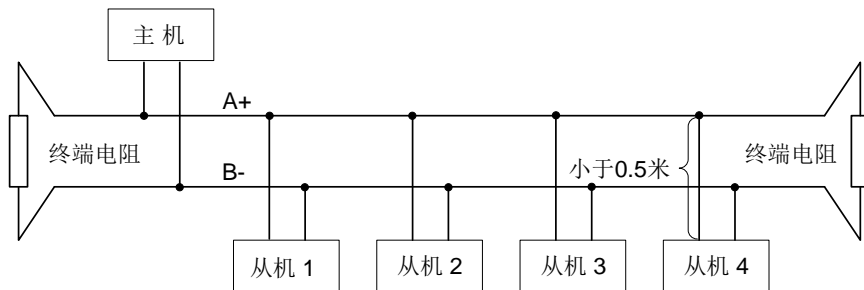 主 机
A+
终端电阻
小于0.5米
终端电阻
B-
从机 1
从机 2
从机 3
从机 4